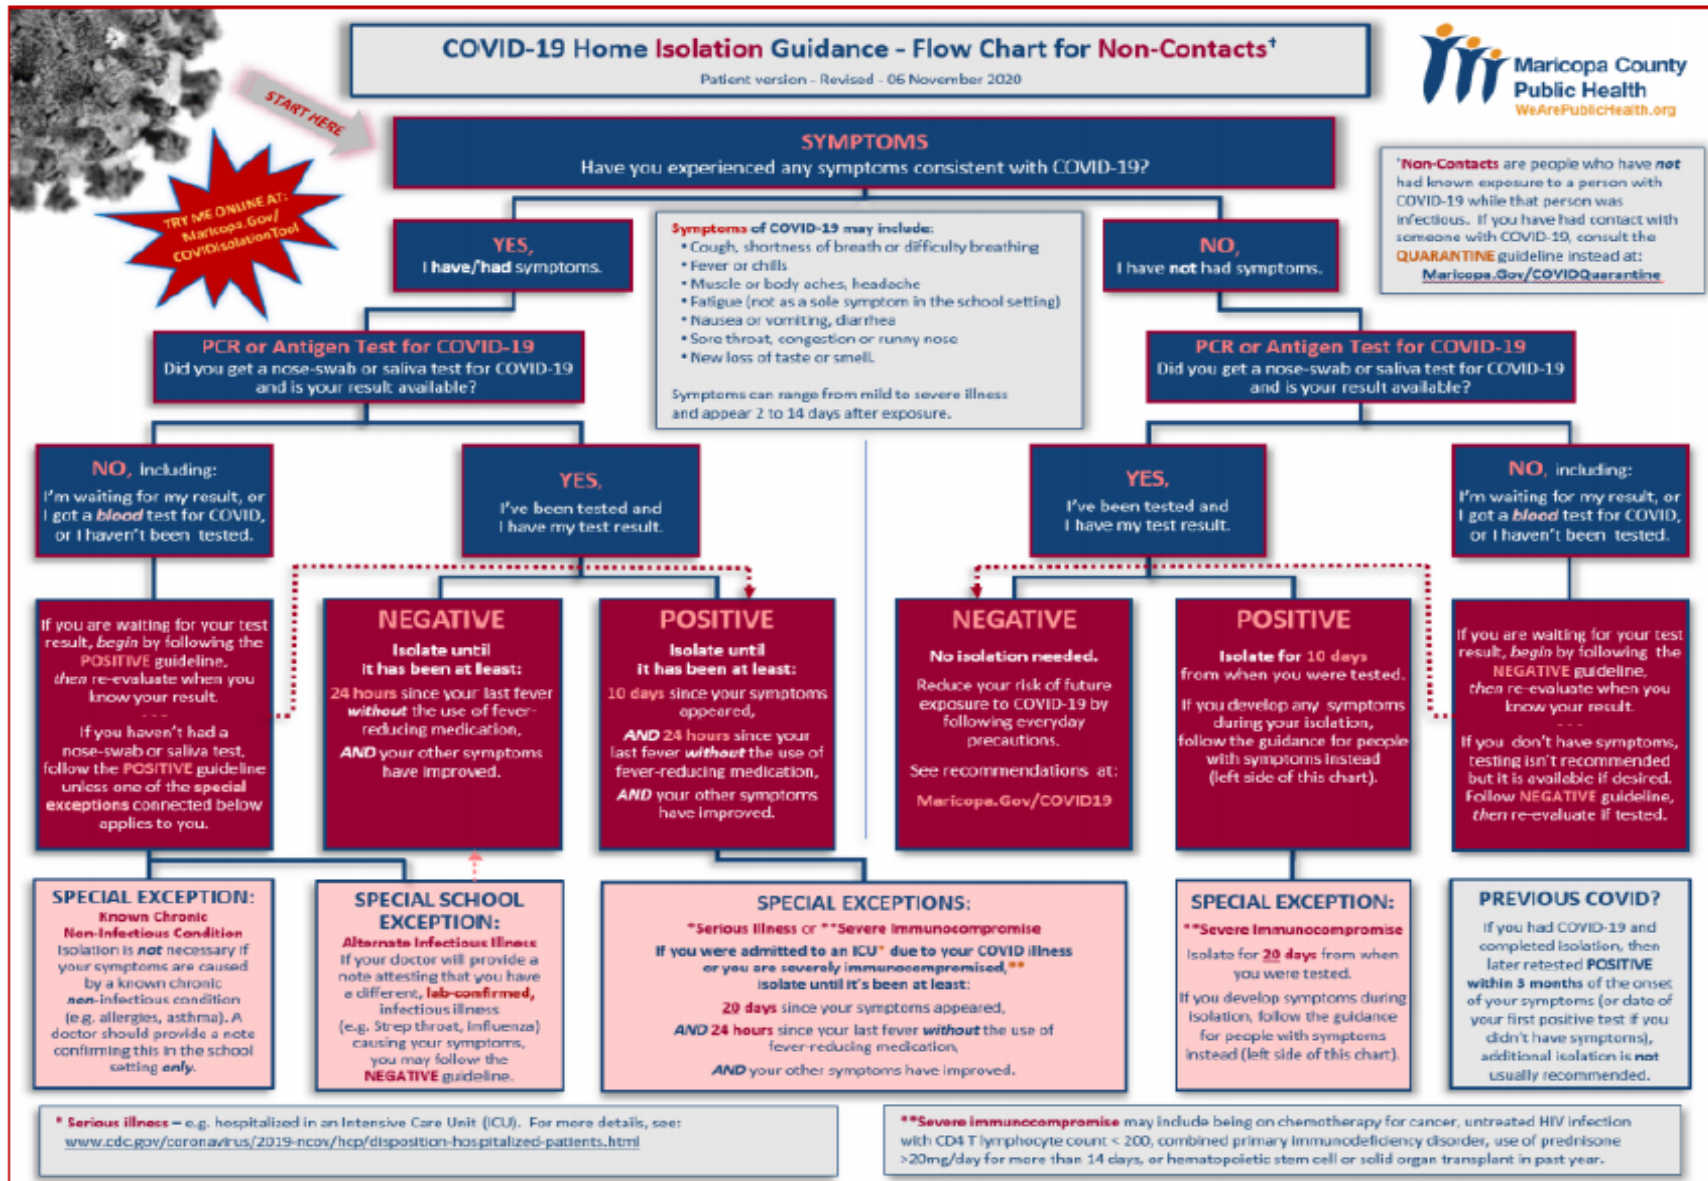 COVID-19 Home Isolation Guidance - Flow Chart for Non-Contacts†
Patient version - Revised - 06 November 2020
Maricopa County
Public Health
WeArePublicHealth.org
START HERE
TRY ME ONLINE AT:
Maricopa.Gov/
COVIDIsolationTool
SYMPTOMS
Have you experienced any symptoms consistent with COVID-19?
†Non-Contacts are people who have not
had known exposure to a person with
COVID-19 while that person was
infectious. If you have had contact with
someone with COVID-19, consult the
QUARANTINE guideline instead at:
Maricopa.Gov/COVIDQuarantine
YES,
I have/had symptoms.
Symptoms of COVID-19 may include:
• Cough, shortness of breath or difficulty breathing
• Fever or chills
• Muscle or body aches, headache
• Fatigue (not as a sole symptom in the school setting)
• Nausea or vomiting, diarrhea
• Sore throat, congestion or runny nose
• New loss of taste or smell.
Symptoms can range from mild to severe illness
and appear 2 to 14 days after exposure.
NO,
I have not had symptoms.
PCR or Antigen Test for COVID-19
Did you get a nose-swab or saliva test for COVID-19
and is your result available?
PCR or Antigen Test for COVID-19
Did you get a nose-swab or saliva test for COVID-19
and is your result available?
NO, including:
I'm waiting for my result, or
I got a blood test for COVID,
or I haven't been tested.
YES,
I've been tested and
I have my test result.
YES,
I've been tested and
I have my test result.
NO, including:
I'm waiting for my result, or
I got a blood test for COVID,
or I haven't been tested.
If you are waiting for your test
result, begin by following the
POSITIVE guideline,
then re-evaluate when you
know your result.
- - -
If you haven't had a
nose-swab or saliva test,
follow the POSITIVE guideline
unless one of the special
exceptions connected below
applies to you.
NEGATIVE
Isolate until
it has been at least:
24 hours since your last fever
without the use of fever-
reducing medication,
AND your other symptoms
have improved.
POSITIVE
Isolate until
it has been at least:
10 days since your symptoms
appeared,
AND 24 hours since your
last fever without the use of
fever-reducing medication,
AND your other symptoms
have improved.
NEGATIVE
No isolation needed.
Reduce your risk of future
exposure to COVID-19 by
following everyday
precautions.
See recommendations at:
Maricopa.Gov/COVID19
POSITIVE
Isolate for 10 days
from when you were tested.
If you develop any symptoms
during your isolation,
follow the guidance for people
with symptoms instead
(left side of this chart).
If you are waiting for your test
result, begin by following the
NEGATIVE guideline,
then re-evaluate when you
know your result.
- - -
If you don't have symptoms,
testing isn't recommended
but it is available if desired.
Follow NEGATIVE guideline,
then re-evaluate if tested.
SPECIAL EXCEPTION:
Known Chronic
Non-Infectious Condition
Isolation is not necessary if
your symptoms are caused
by a known chronic
non-infectious condition
(e.g. allergies, asthma). A
doctor should provide a note
confirming this in the school
setting only.
SPECIAL SCHOOL
EXCEPTION:
Alternate Infectious Illness
If your doctor will provide a
note attesting that you have
a different, lab-confirmed,
infectious illness
(e.g. Strep throat, influenza)
causing your symptoms,
you may follow the
NEGATIVE guideline.
SPECIAL EXCEPTIONS:
*Serious Illness or **Severe Immunocompromise
If you were admitted to an ICU* due to your COVID illness
or you are severely immunocompromised,**
isolate until it's been at least:
20 days since your symptoms appeared,
AND 24 hours since your last fever without the use of
fever-reducing medication,
AND your other symptoms have improved.
SPECIAL EXCEPTION:
**Severe Immunocompromise
Isolate for 20 days from when
you were tested.
If you develop symptoms during
isolation, follow the guidance
for people with symptoms
instead (left side of this chart).
PREVIOUS COVID?
If you had COVID-19 and
completed isolation, then
later retested POSITIVE
within 3 months of the onset
of your symptoms (or date of
your first positive test if you
didn't have symptoms),
additional isolation is not
usually recommended.
* Serious illness – e.g. hospitalized in an Intensive Care Unit (ICU). For more details, see:
www.cdc.gov/coronavirus/2019-ncov/hcp/disposition-hospitalized-patients.html
**Severe immunocompromise may include being on chemotherapy for cancer, untreated HIV infection
with CD4 T lymphocyte count < 200, combined primary immunodeficiency disorder, use of prednisone
>20mg/day for more than 14 days, or hematopoietic stem cell or solid organ transplant in past year.